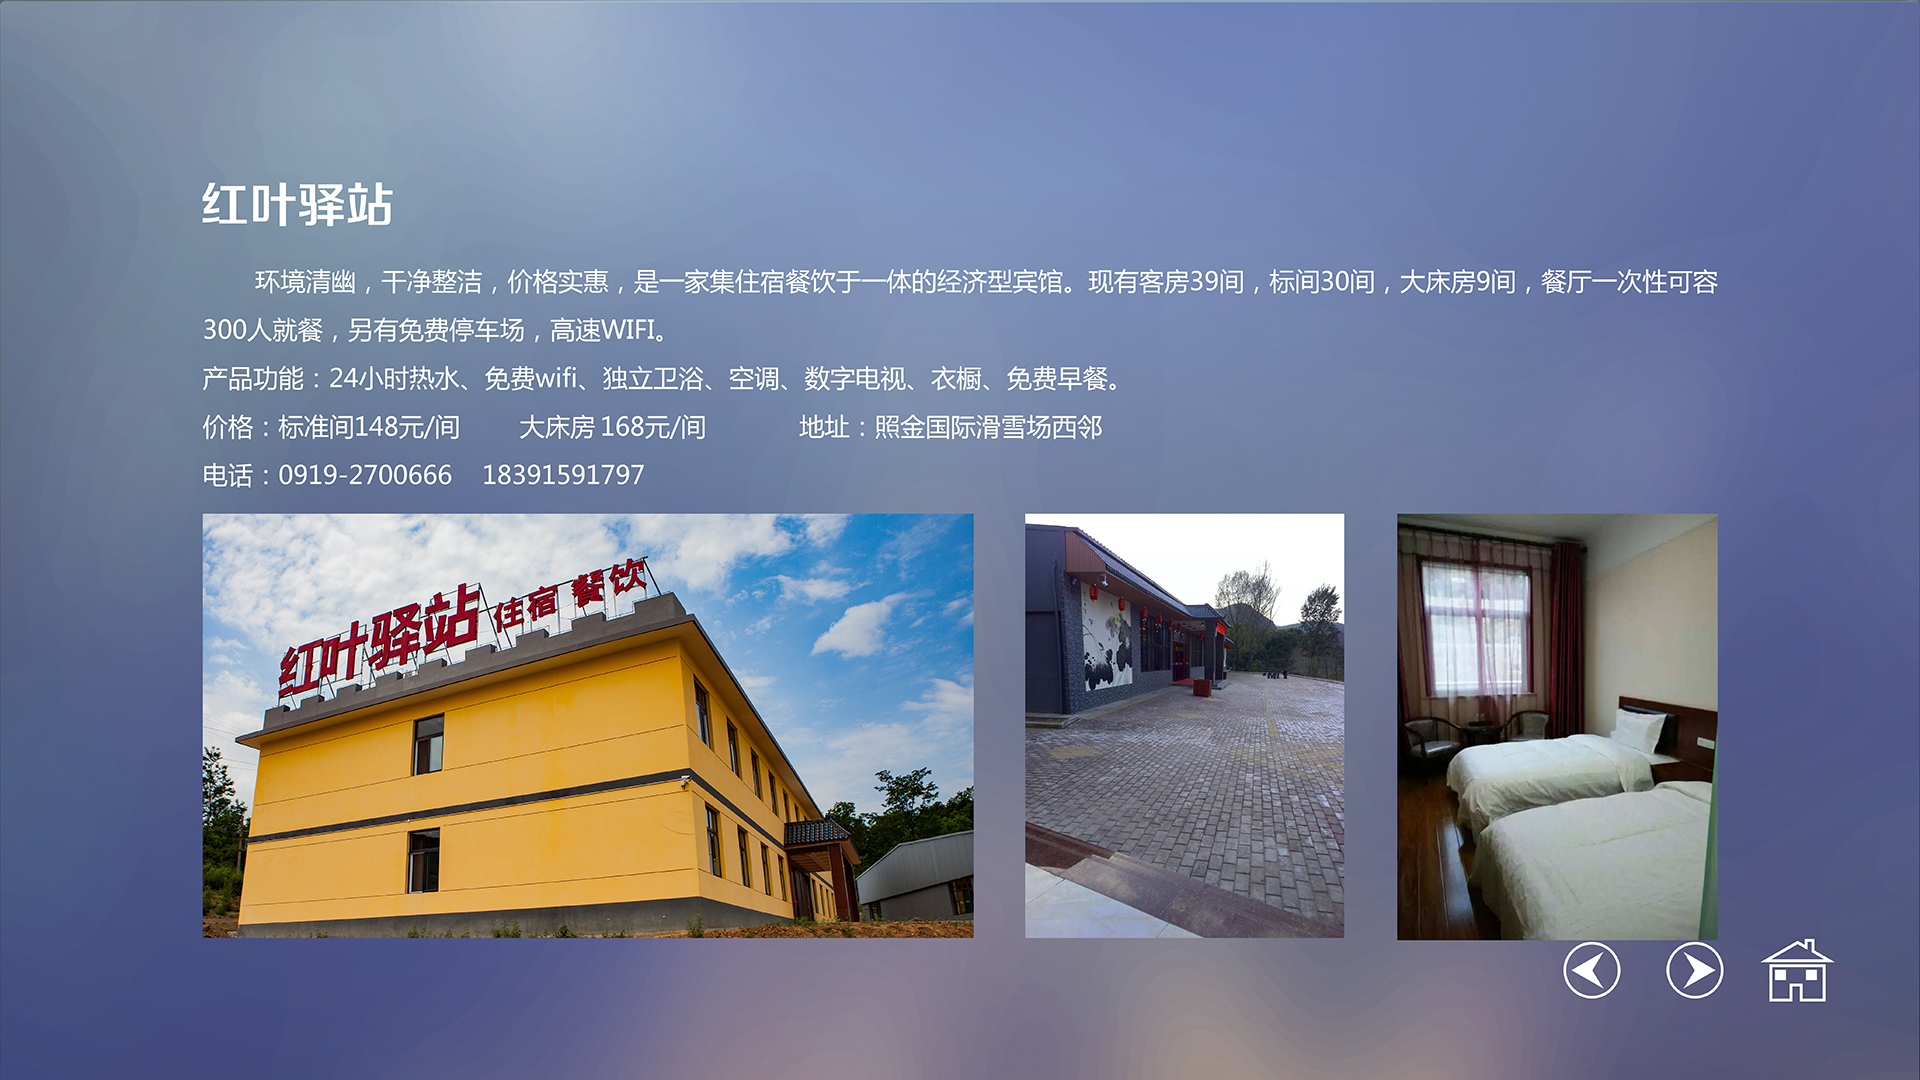 红叶驿站
环境清幽，干净整洁，价格实惠，是一家集住宿餐饮于一体的经济型宾馆。现有客房39间，标间30间，大床房9间，餐厅一次性可容
300人就餐，另有免费停车场，高速WIFI。
产品功能：24小时热水、免费wifi、独立卫浴、空调、数字电视、衣橱、免费早餐。
价格：标准间148元/间 大床房 168元/间 地址：照金国际滑雪场西邻
电话：0919-2700666 18391591797
红叶驿站 住宿 餐饮